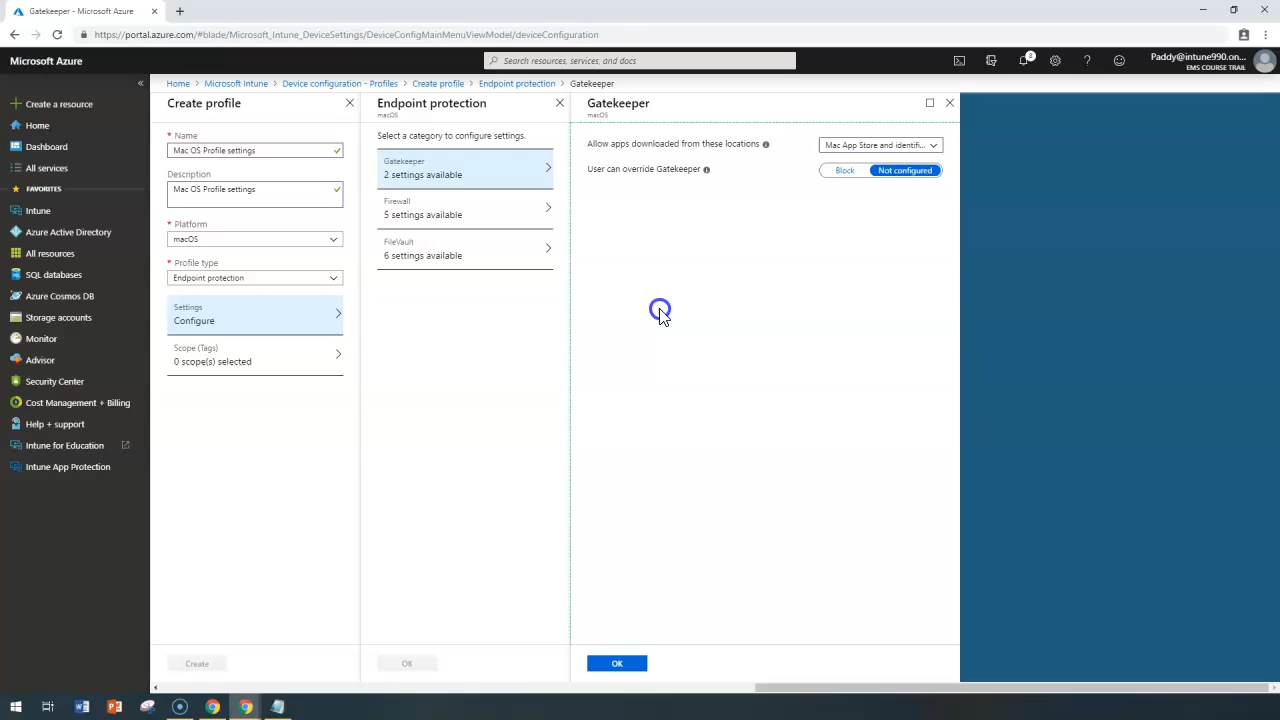 Gatekeeper - Microsoft Azure
https://portal.azure.com/#blade/Microsoft_Intune_DeviceSettings/DeviceConfigMainMenuViewModel/deviceConfiguration
Microsoft Azure
Search resources, services, and docs
Paddy@intune990.on...
EMS COURSE TRAIL
Home > Microsoft Intune > Device configuration - Profiles > Create profile > Endpoint protection > Gatekeeper
Create a resource
Home
Dashboard
All services
FAVORITES
Intune
Azure Active Directory
All resources
SQL databases
Azure Cosmos DB
Storage accounts
Monitor
Advisor
Security Center
Cost Management + Billing
Help + support
Intune for Education
Intune App Protection
Create profile
* Name
Mac OS Profile settings
Description
Mac OS Profile settings
* Platform
macOS
* Profile type
Endpoint protection
Settings
Configure
Scope (Tags)
0 scope(s) selected
Create
Endpoint protection
macOS
Select a category to configure settings.
Gatekeeper
2 settings available
Firewall
5 settings available
FileVault
6 settings available
OK
Gatekeeper
macOS
Allow apps downloaded from these locations
Mac App Store and identifi...
User can override Gatekeeper
Block
Not configured
OK